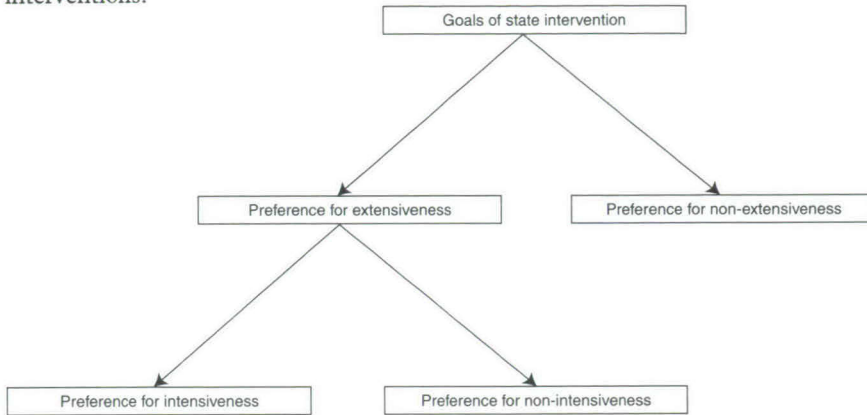 interventions.
Goals of state intervention
Preference for extensiveness
Preference for non-extensiveness
Preference for intensiveness
Preference for non-intensiveness